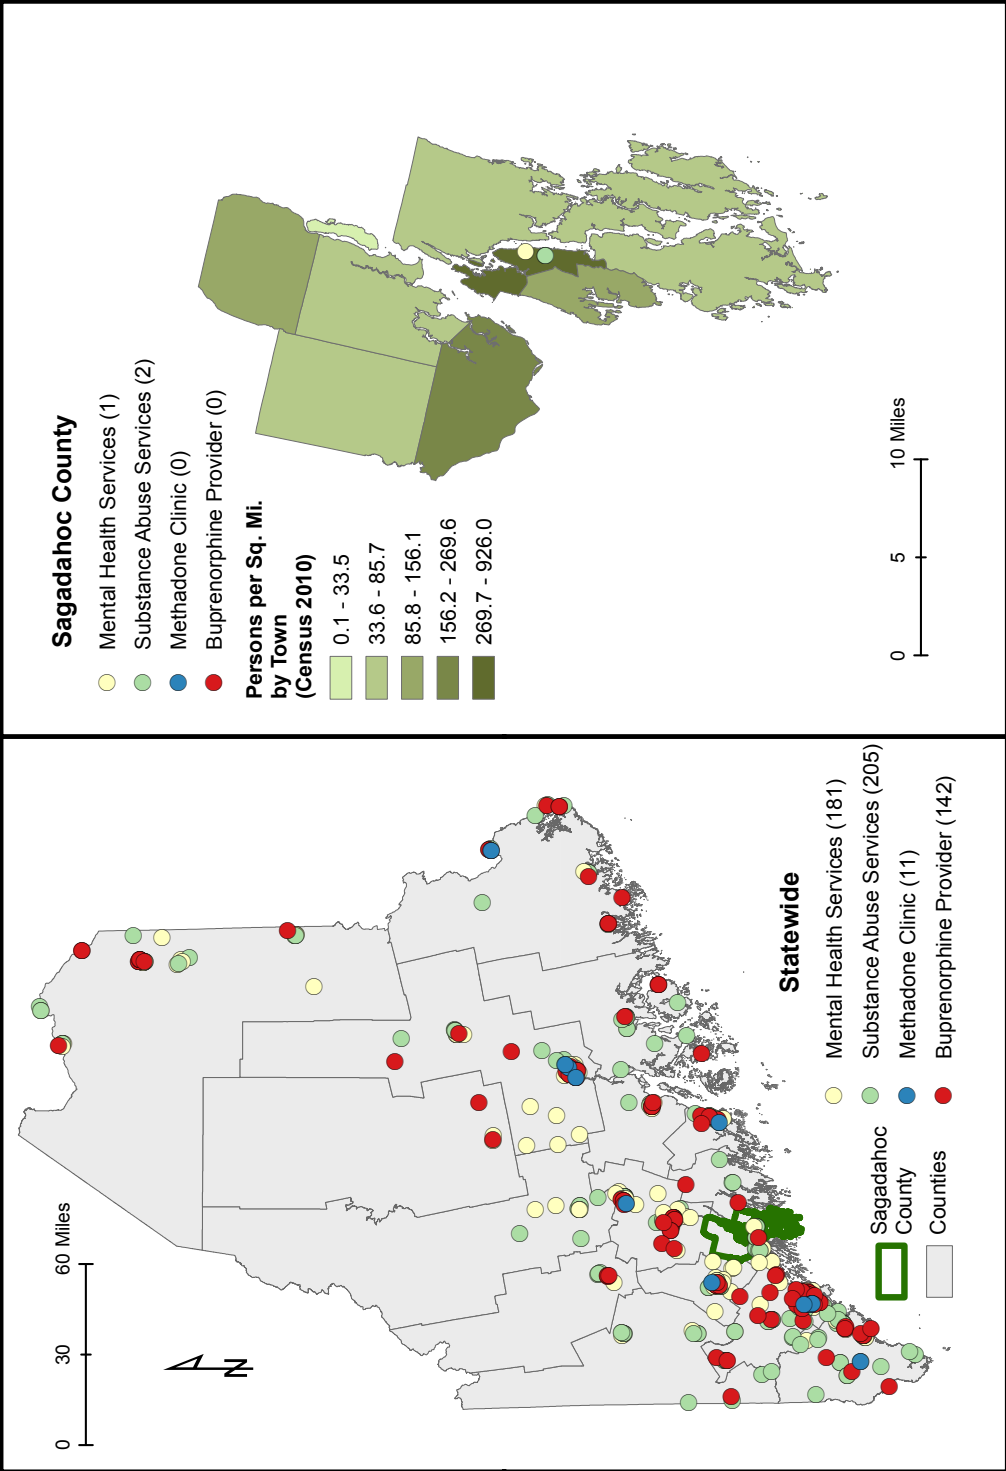 0 30 60 Miles
N
Statewide
Mental Health Services (181)
Substance Abuse Services (205)
Methadone Clinic (11)
Buprenorphine Provider (142)
Sagadahoc
County
Counties
Sagadahoc County
Mental Health Services (1)
Substance Abuse Services (2)
Methadone Clinic (0)
Buprenorphine Provider (0)
Persons per Sq. Mi.
by Town
(Census 2010)
0.1 - 33.5
33.6 - 85.7
85.8 - 156.1
156.2 - 269.6
269.7 - 926.0
0 5 10 Miles